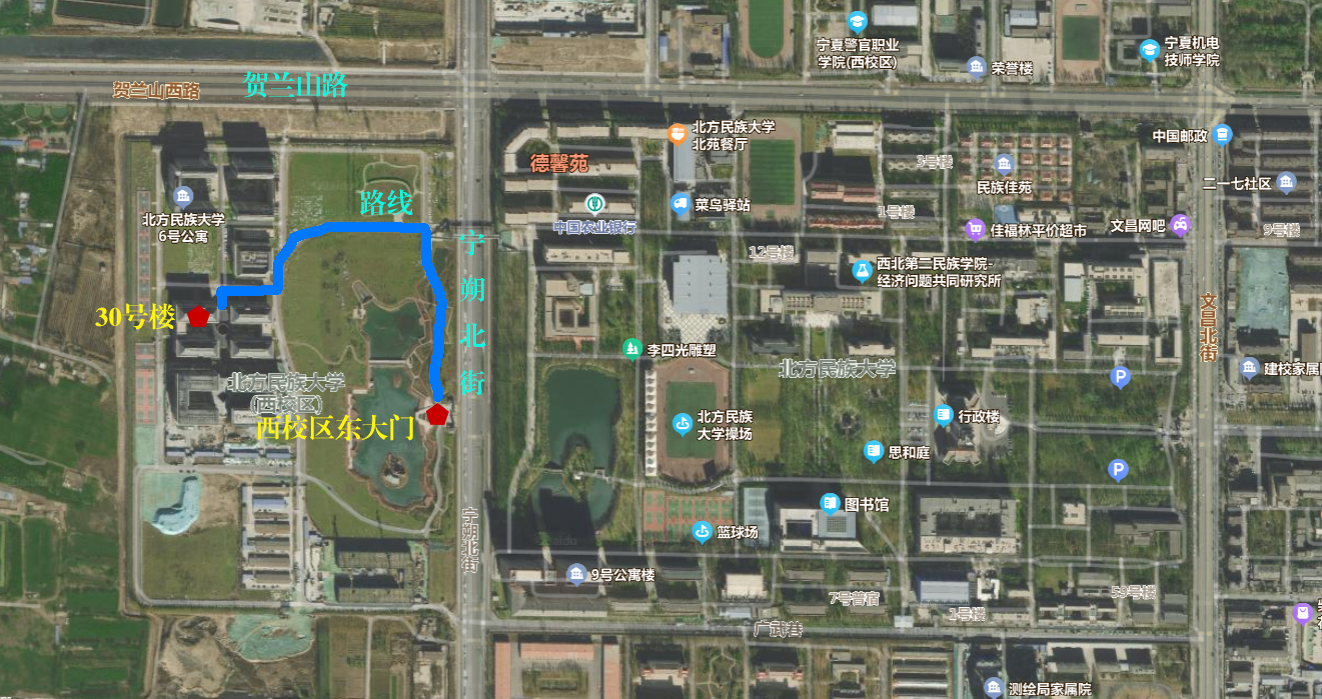 宁夏警官职业
学院(西校区)
荣誉楼
宁夏机电
技师学院
贺兰山西路
贺兰山路
北方民族大学
北苑餐厅
中国邮政
德馨苑
3号楼
民族佳苑
二一七社区
北方民族大学
6号公寓
路线
中国农业银行
菜鸟驿站
1号楼
佳福林平价超市
文昌网吧
9号楼
12号楼
西北第二民族学院-
经济问题共同研究所
宁朔北街
30号楼
李四光雕塑
文昌北街
北方民族大学
(西校区)
北方民族大学
建校家属
P
西校区东大门
北方民族
大学操场
行政楼
思和庭
P
图书馆
宁朔北街
篮球场
Baidu
9号公寓楼
7号普宿
59号楼
1号楼
广武巷
测绘局家属院